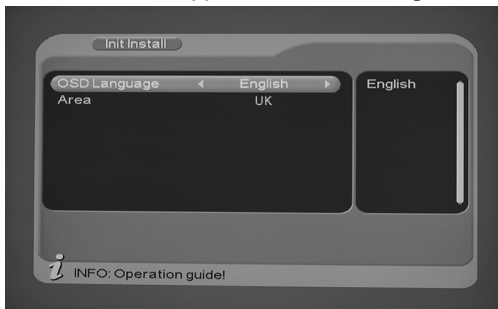 Init Install
OSD Language English English
Area UK
INFO: Operation guide!